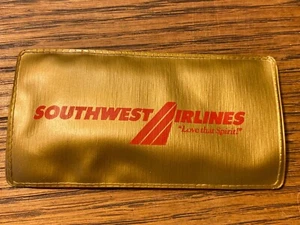 SOUTHWEST AIRLINES
"Love that Spirit!"